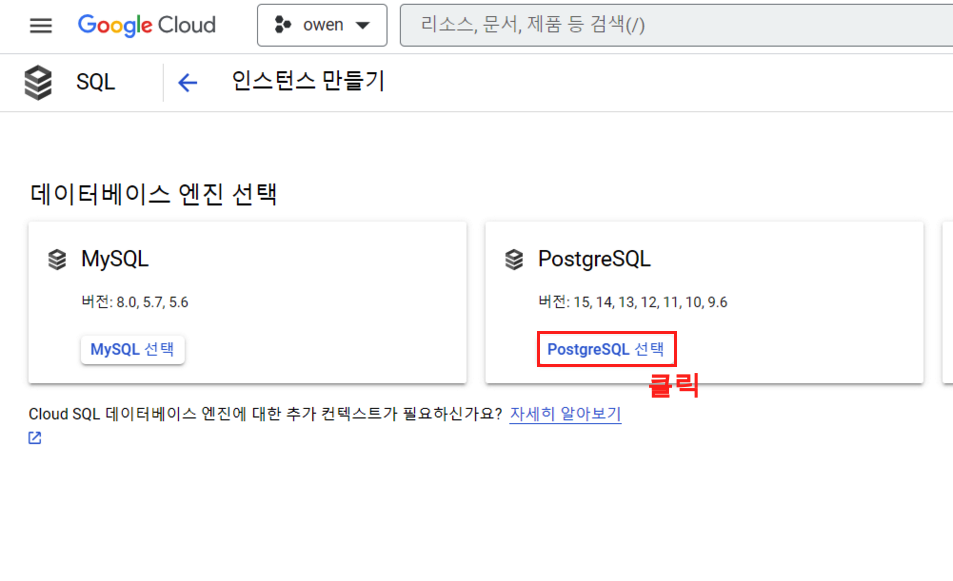 Google Cloud
owen
리소스, 문서, 제품 등 검색(/)
SQL
인스턴스 만들기
데이터베이스 엔진 선택
MySQL
버전: 8.0, 5.7, 5.6
MySQL 선택
PostgreSQL
버전: 15, 14, 13, 12, 11, 10, 9.6
PostgreSQL 선택
클릭
Cloud SQL 데이터베이스 엔진에 대한 추가 컨텍스트가 필요하신가요? 자세히 알아보기